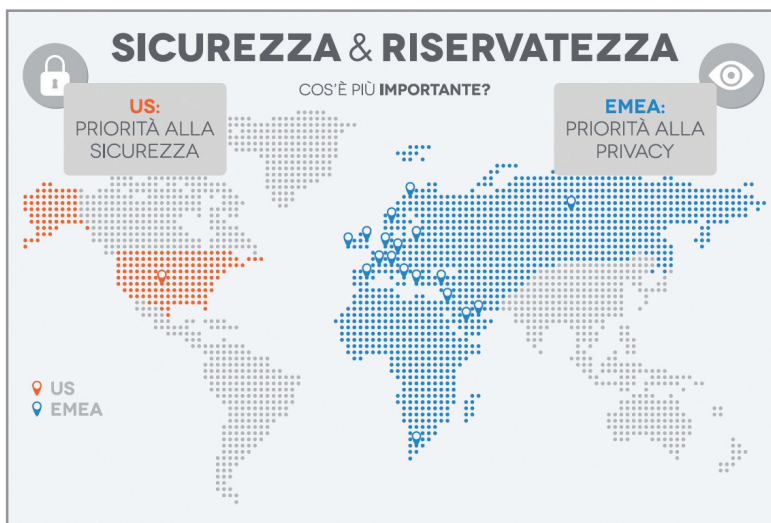 SICUREZZA & RISERVATEZZA
COS'È PIÙ IMPORTANTE?
US:
PRIORITÀ ALLA
SICUREZZA
EMEA:
PRIORITÀ ALLA
PRIVACY
US
EMEA